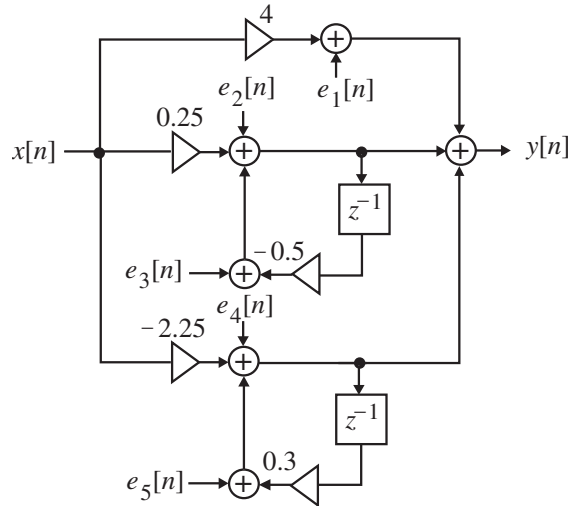 4
e₁[n]
e₂[n]
0.25
x[n]
y[n]
z⁻¹
-0.5
e₃[n]
e₄[n]
-2.25
z⁻¹
0.3
e₅[n]